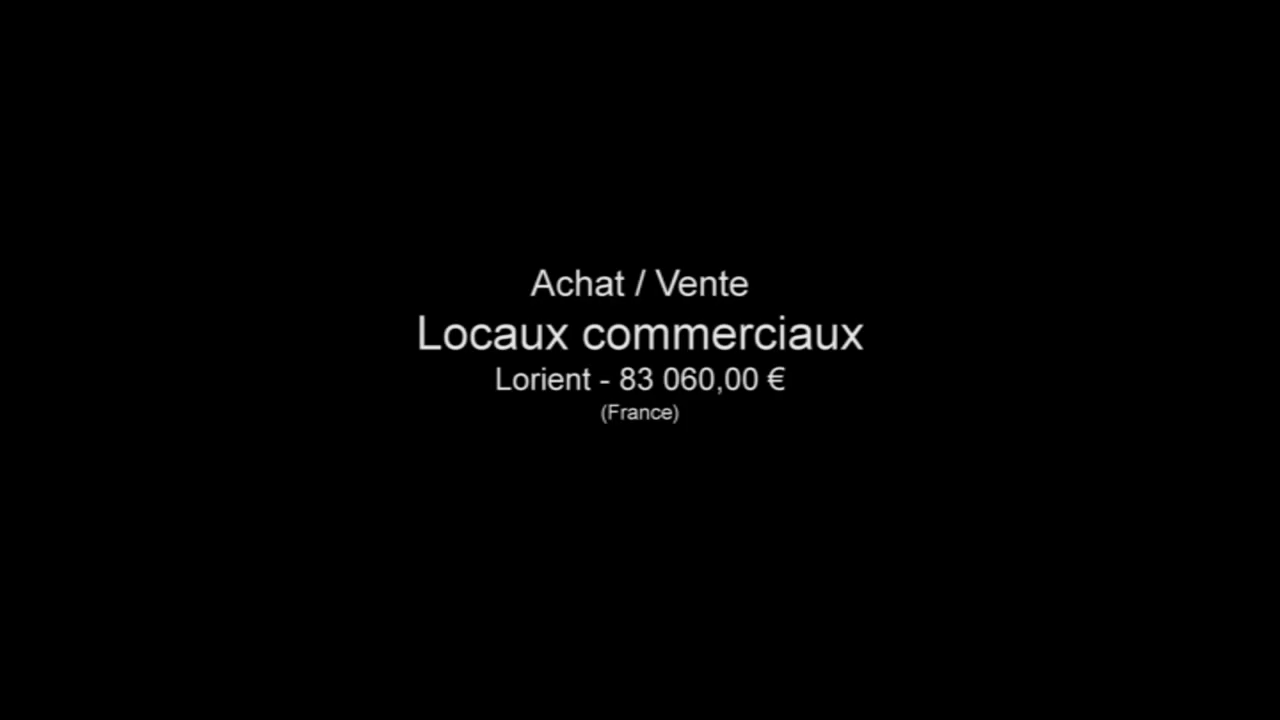 Achat / Vente
Locaux commerciaux
Lorient - 83 060,00 €
(France)